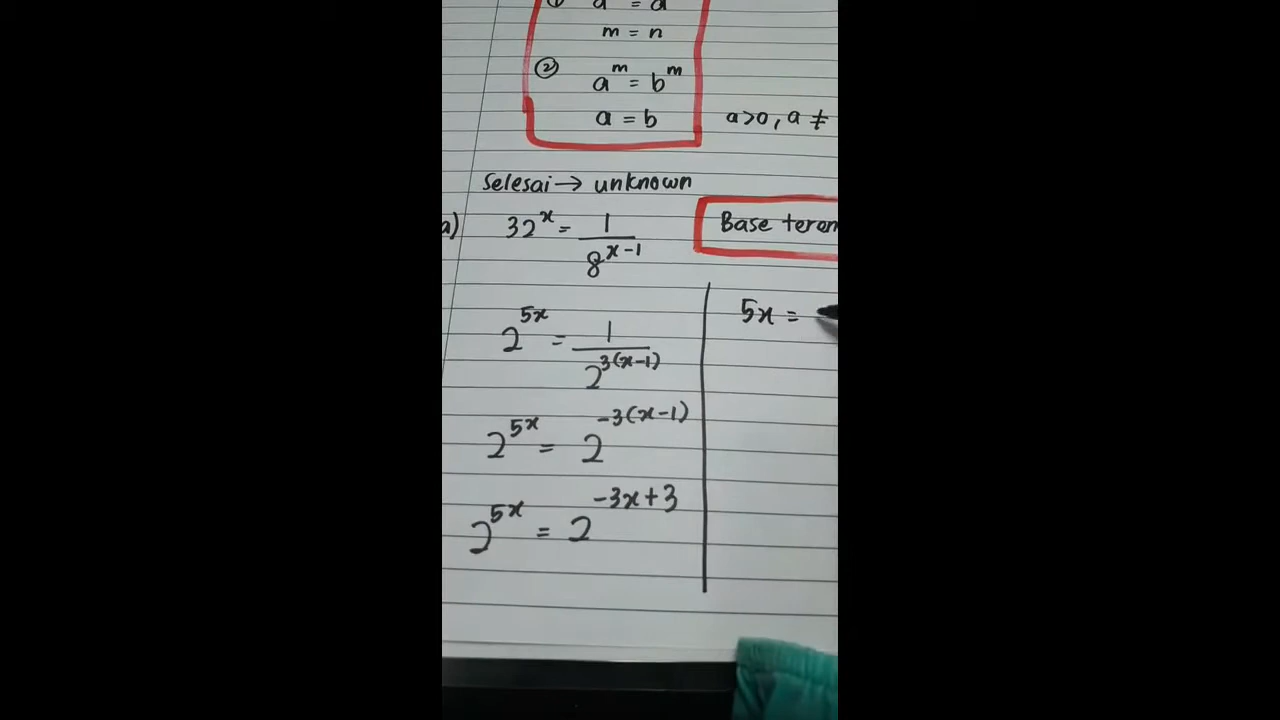 ① a = a
m = n
② a^m = b^m
a = b a>0, a ≠
Selesai → unknown
a) 32^x = 1/8^(x-1) Base
2^(5x) = 1/2^(3(x-1)) 5x =
2^(5x) = 2^(-3(x-1))
2^(5x) = 2^(-3x+3)